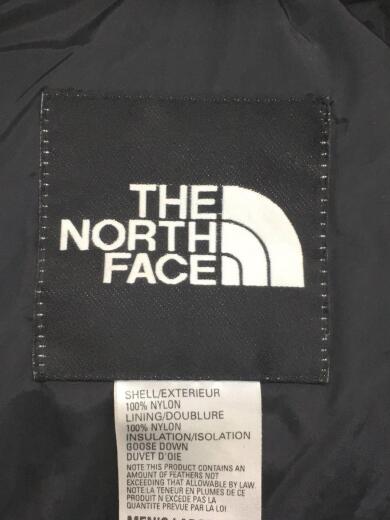 THE
NORTH
FACE
SHELL/EXTERIEUR
100% NYLON
LINING/DOUBLURE
100% NYLON
INSULATION/ISOLATION
GOOSE DOWN
DUVET D'OIE
NOTE THIS PRODUCT CONTAINS AN
AMOUNT OF FEATHERS NOT
EXCEEDING THAT ALLOWABLE BY LAW.
NOTE:LA TENEUR EN PLUMES DE CE
PRODUIT N EXCEDE PAS LA
QUANTITE PREVUE PAR LA LOI